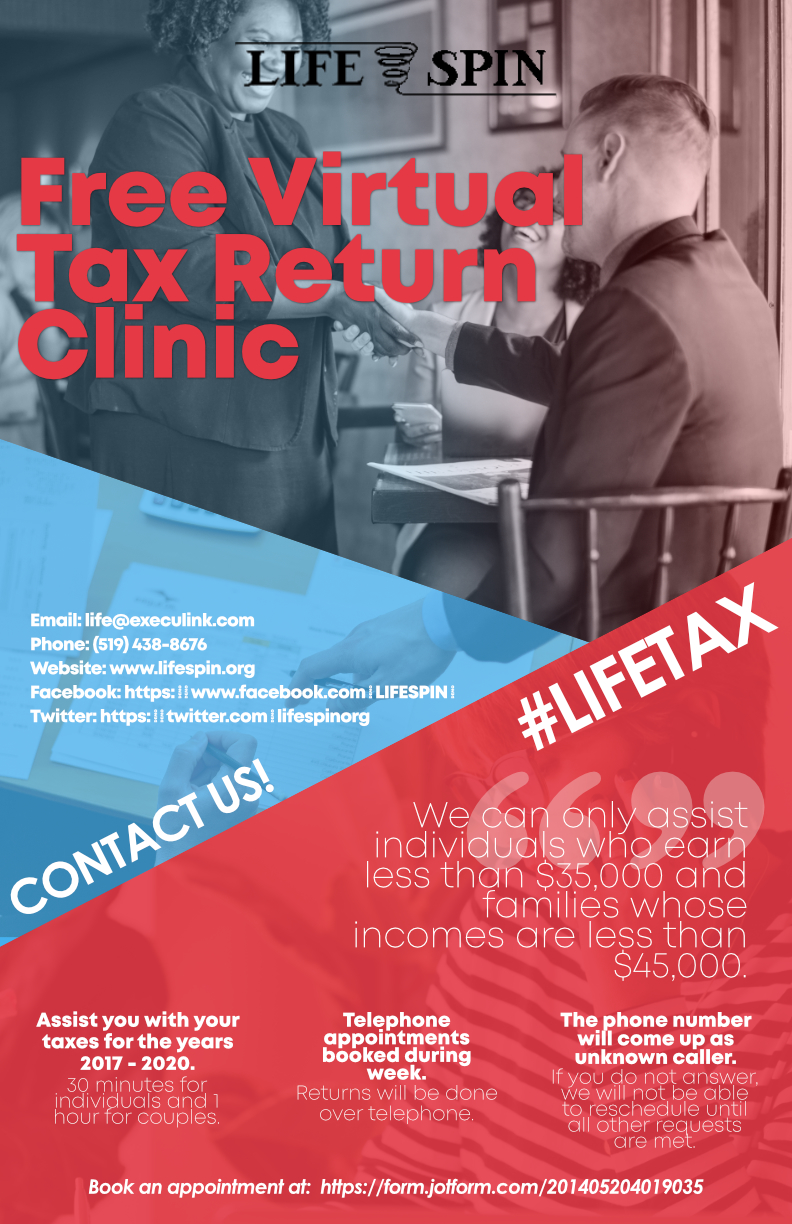 LIFE SPIN
Free Virtual
Tax Return
Clinic
Email: life@execulink.com
Phone: (519) 438-8676
Website: www.lifespin.org
Facebook: https:⁞⁞www.facebook.com⁞LIFESPIN⁞
Twitter: https:⁞⁞twitter.com⁞lifespinorg
#LIFETAX
CONTACT US!
“”
We can only assist
individuals who earn
less than $35,000 and
families whose
incomes are less than
$45,000.
Assist you with your
taxes for the years
2017 - 2020.
30 minutes for
individuals and 1
hour for couples.
Telephone
appointments
booked during
week.
Returns will be done
over telephone.
The phone number
will come up as
unknown caller.
If you do not answer,
we will not be able
to reschedule until
all other requests
are met.
Book an appointment at: https://form.jotform.com/201405204019035